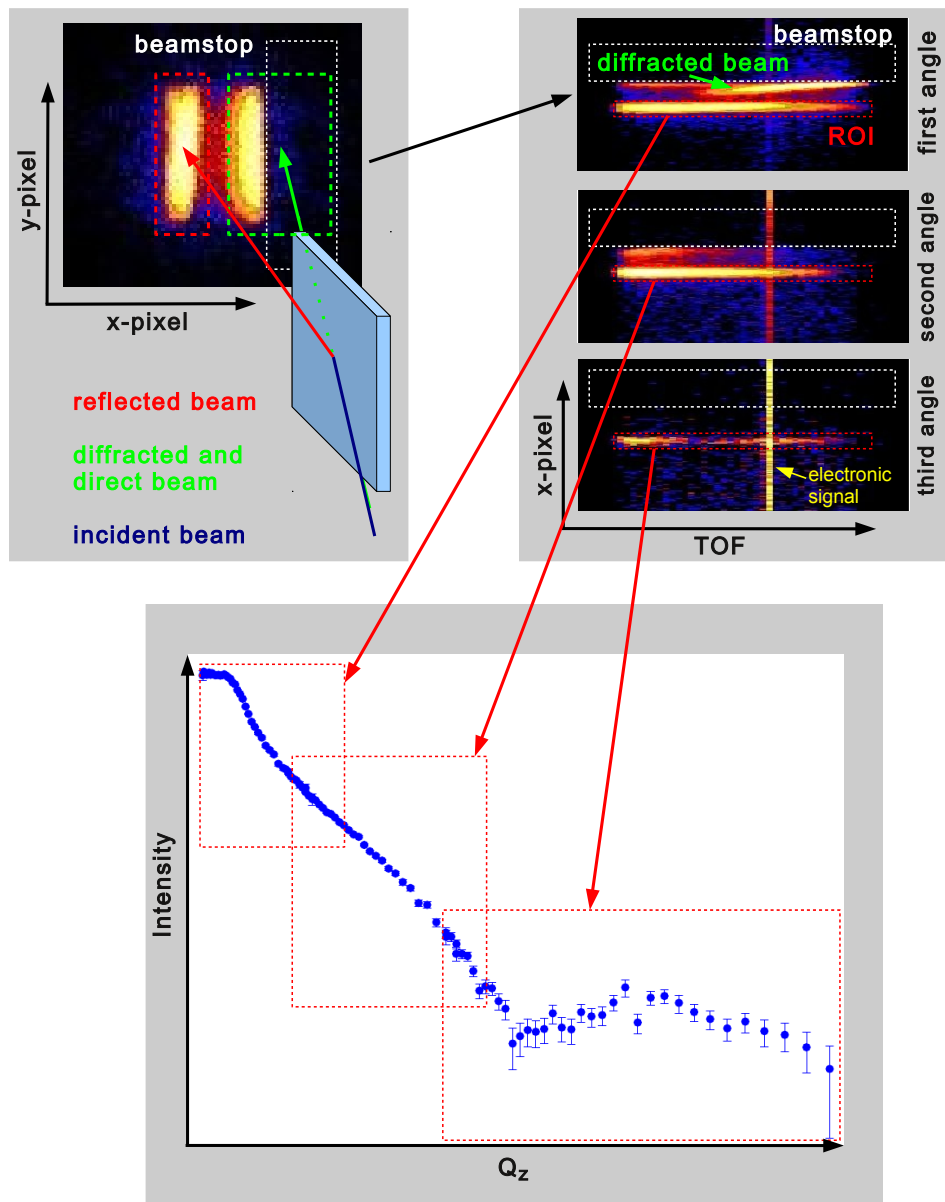 beamstop
y-pixel
x-pixel
reflected beam
diffracted and
direct beam
incident beam
beamstop
diffracted beam
ROI
first angle
second angle
third angle
x-pixel
electronic
signal
TOF
Intensity
Qz